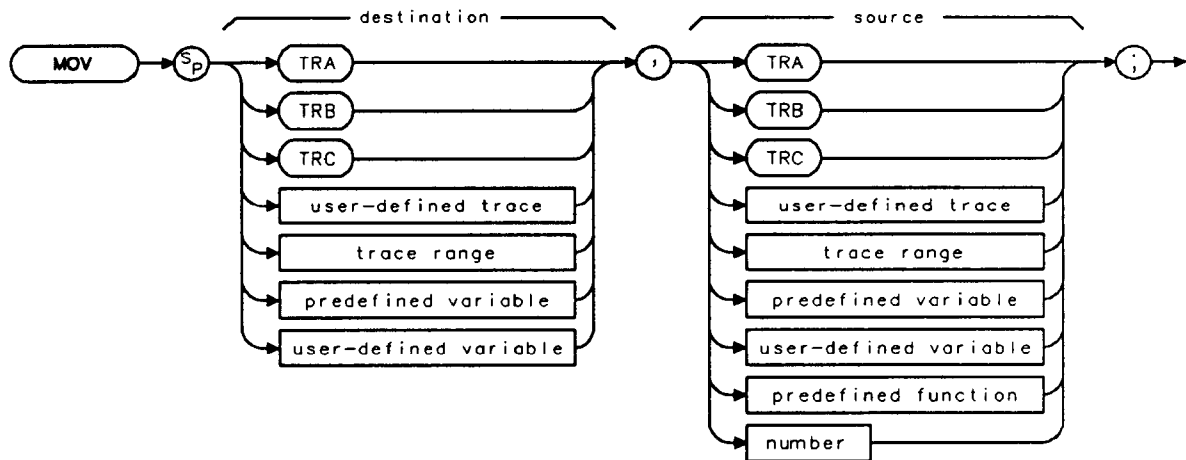 destination
source
MOV
SP
TRA
TRB
TRC
user-defined trace
trace range
predefined variable
user-defined variable
,
TRA
TRB
TRC
user-defined trace
trace range
predefined variable
user-defined variable
predefined function
number
;